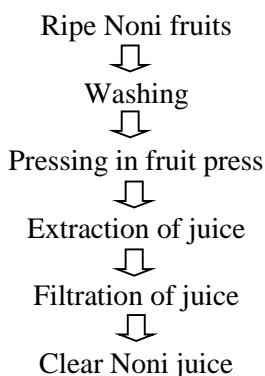 Ripe Noni fruits
Washing
Pressing in fruit press
Extraction of juice
Filtration of juice
Clear Noni juice